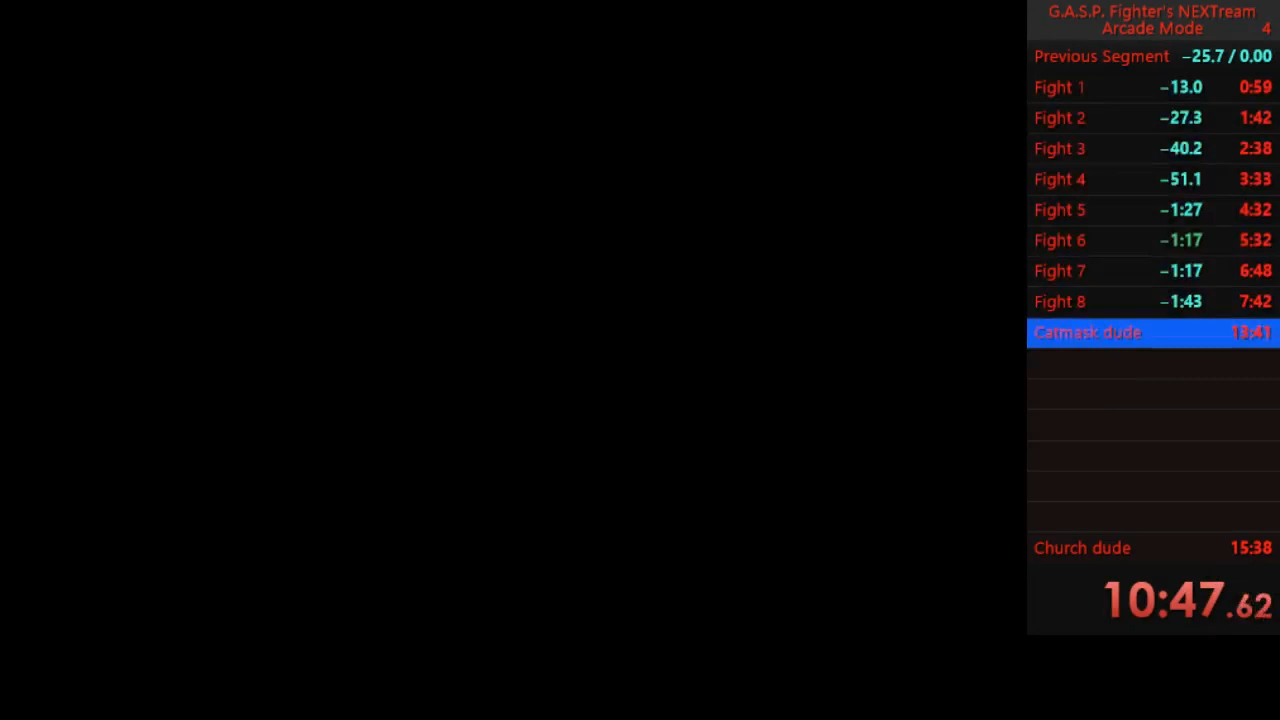 G.A.S.P. Fighter's NEXTream
Arcade Mode 4
Previous Segment −25.7 / 0.00
Fight 1 −13.0 0:59
Fight 2 −27.3 1:42
Fight 3 −40.2 2:38
Fight 4 −51.1 3:33
Fight 5 −1:27 4:32
Fight 6 −1:17 5:32
Fight 7 −1:17 6:48
Fight 8 −1:43 7:42
Catmask dude 13:41
Church dude 15:38
10:47.62